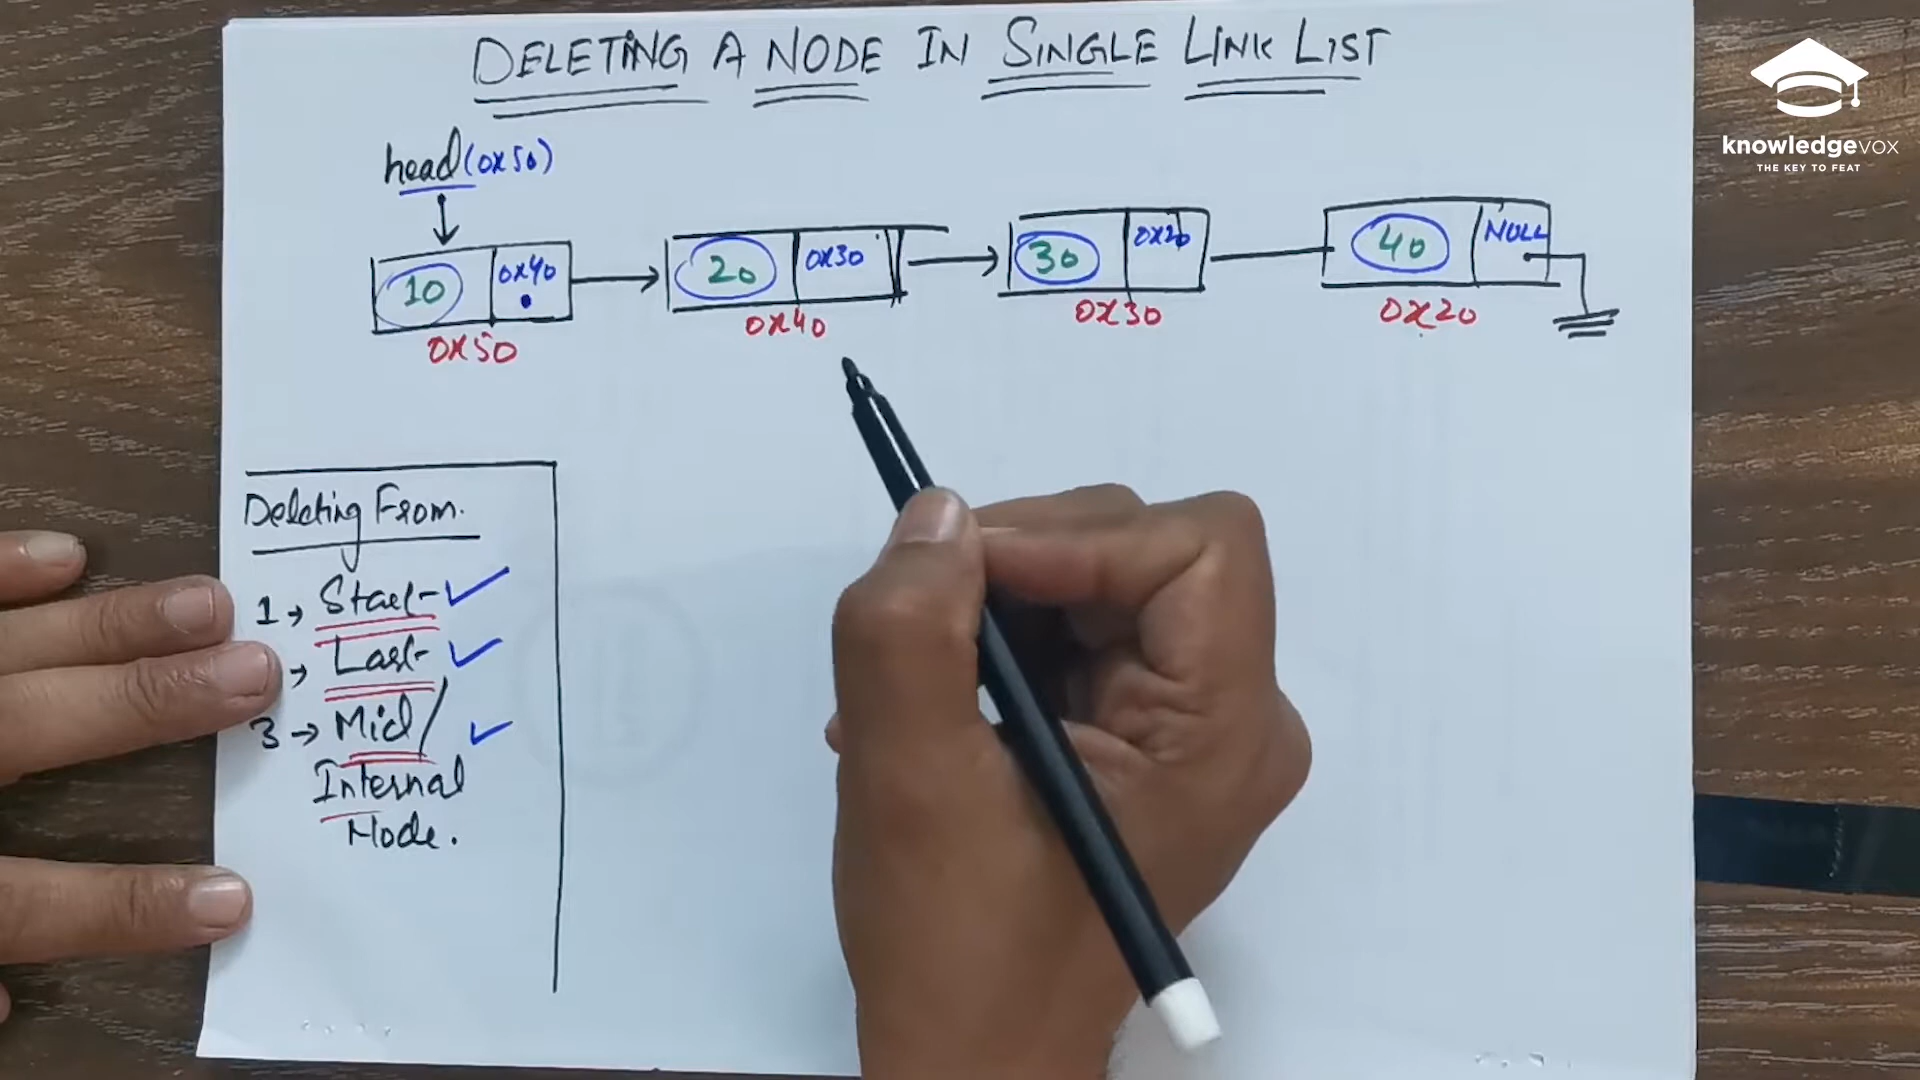 DELETING A NODE IN SINGLE LINK LIST
knowledgevox
THE KEY TO FEAT
head (0x50)
10 0x40
20 0x30
30 0x20
40 NULL
0x50
0x40
0x30
0x20
Deleting From.
1 → Start
→ Last
3 → Mid /
Internal
Node.